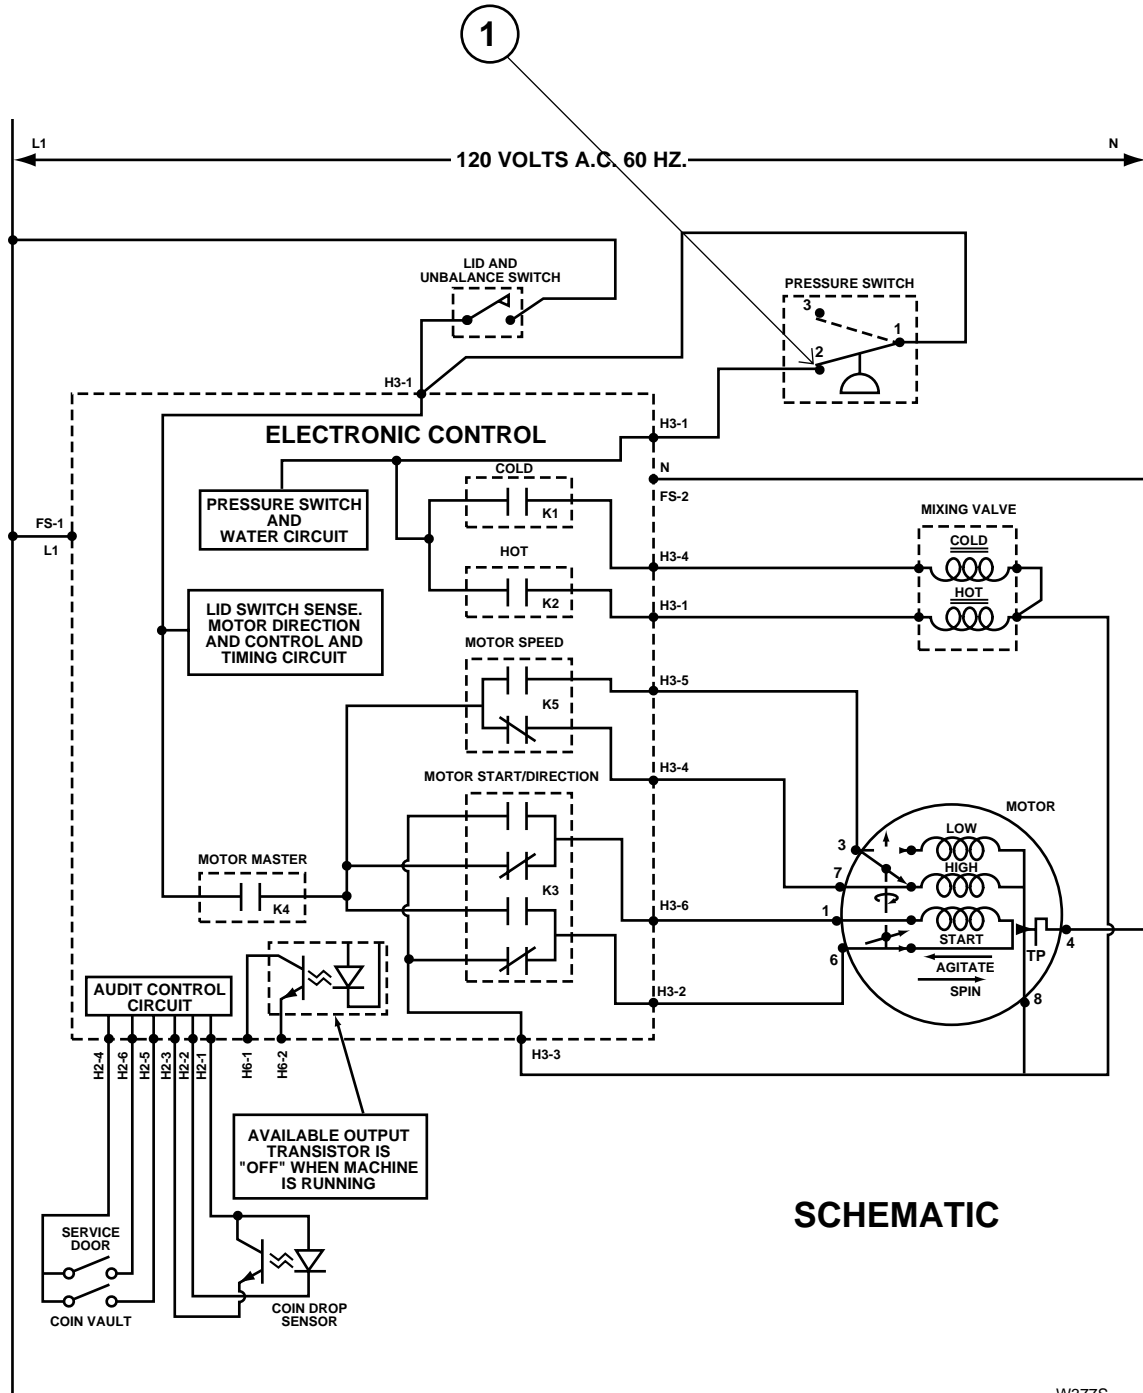 1
L1
120 VOLTS A.C. 60 HZ.
N
LID AND
UNBALANCE SWITCH
PRESSURE SWITCH
3
1
2
H3-1
H3-1
ELECTRONIC CONTROL
N
COLD
FS-2
K1
PRESSURE SWITCH
AND
WATER CIRCUIT
MIXING VALVE
FS-1
L1
COLD
HOT
H3-4
K2
HOT
H3-1
LID SWITCH SENSE.
MOTOR DIRECTION
AND CONTROL AND
TIMING CIRCUIT
MOTOR SPEED
H3-5
K5
H3-4
MOTOR START/DIRECTION
MOTOR
LOW
3
HIGH
7
MOTOR MASTER
K4
K3
H3-6
1
START
TP
4
6
AGITATE
SPIN
H3-2
8
AUDIT CONTROL
CIRCUIT
H3-3
H2-4
H2-6
H2-5
H2-3
H2-2
H2-1
H6-1
H6-2
AVAILABLE OUTPUT
TRANSISTOR IS
"OFF" WHEN MACHINE
IS RUNNING
SCHEMATIC
SERVICE
DOOR
COIN VAULT
COIN DROP
SENSOR